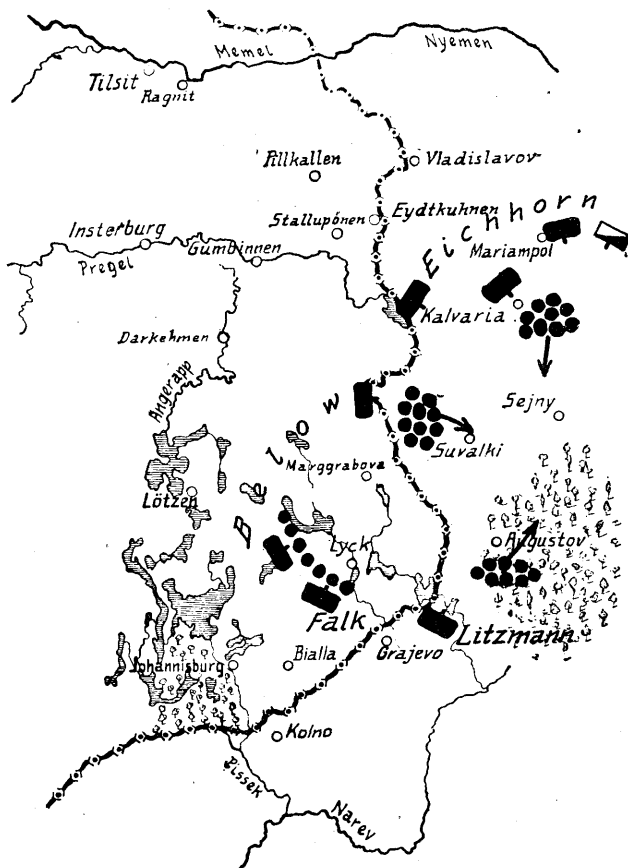 Memel
Nyemen
Tilsit
Ragnit
Pillkallen
Vladislavov
Eydtkuhnen
Stallupönen
Insterburg
Gumbinnen
Pregel
Eichhorn
Mariampol
Kalvaria
Darkehmen
Angerapp
Sejny
Suvalki
Below
Marggrabova
Lötzen
Lyck
Avgustov
Falk
Litzmann
Grajevo
Bialla
Johannisburg
Kolno
Pissek
Narev